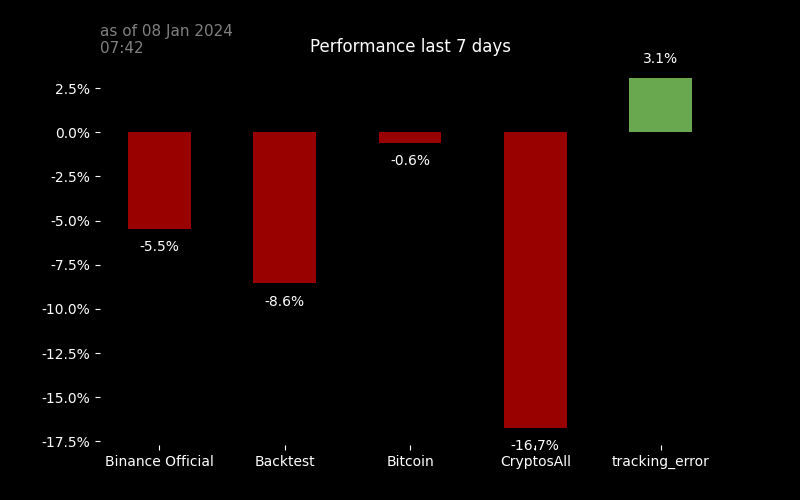 as of 08 Jan 2024
07:42
Performance last 7 days
3.1%
2.5%
0.0%
-2.5%
-5.0%
-7.5%
-10.0%
-12.5%
-15.0%
-17.5%
-5.5%
-8.6%
-0.6%
-16.7%
Binance Official
Backtest
Bitcoin
CryptosAll
tracking_error